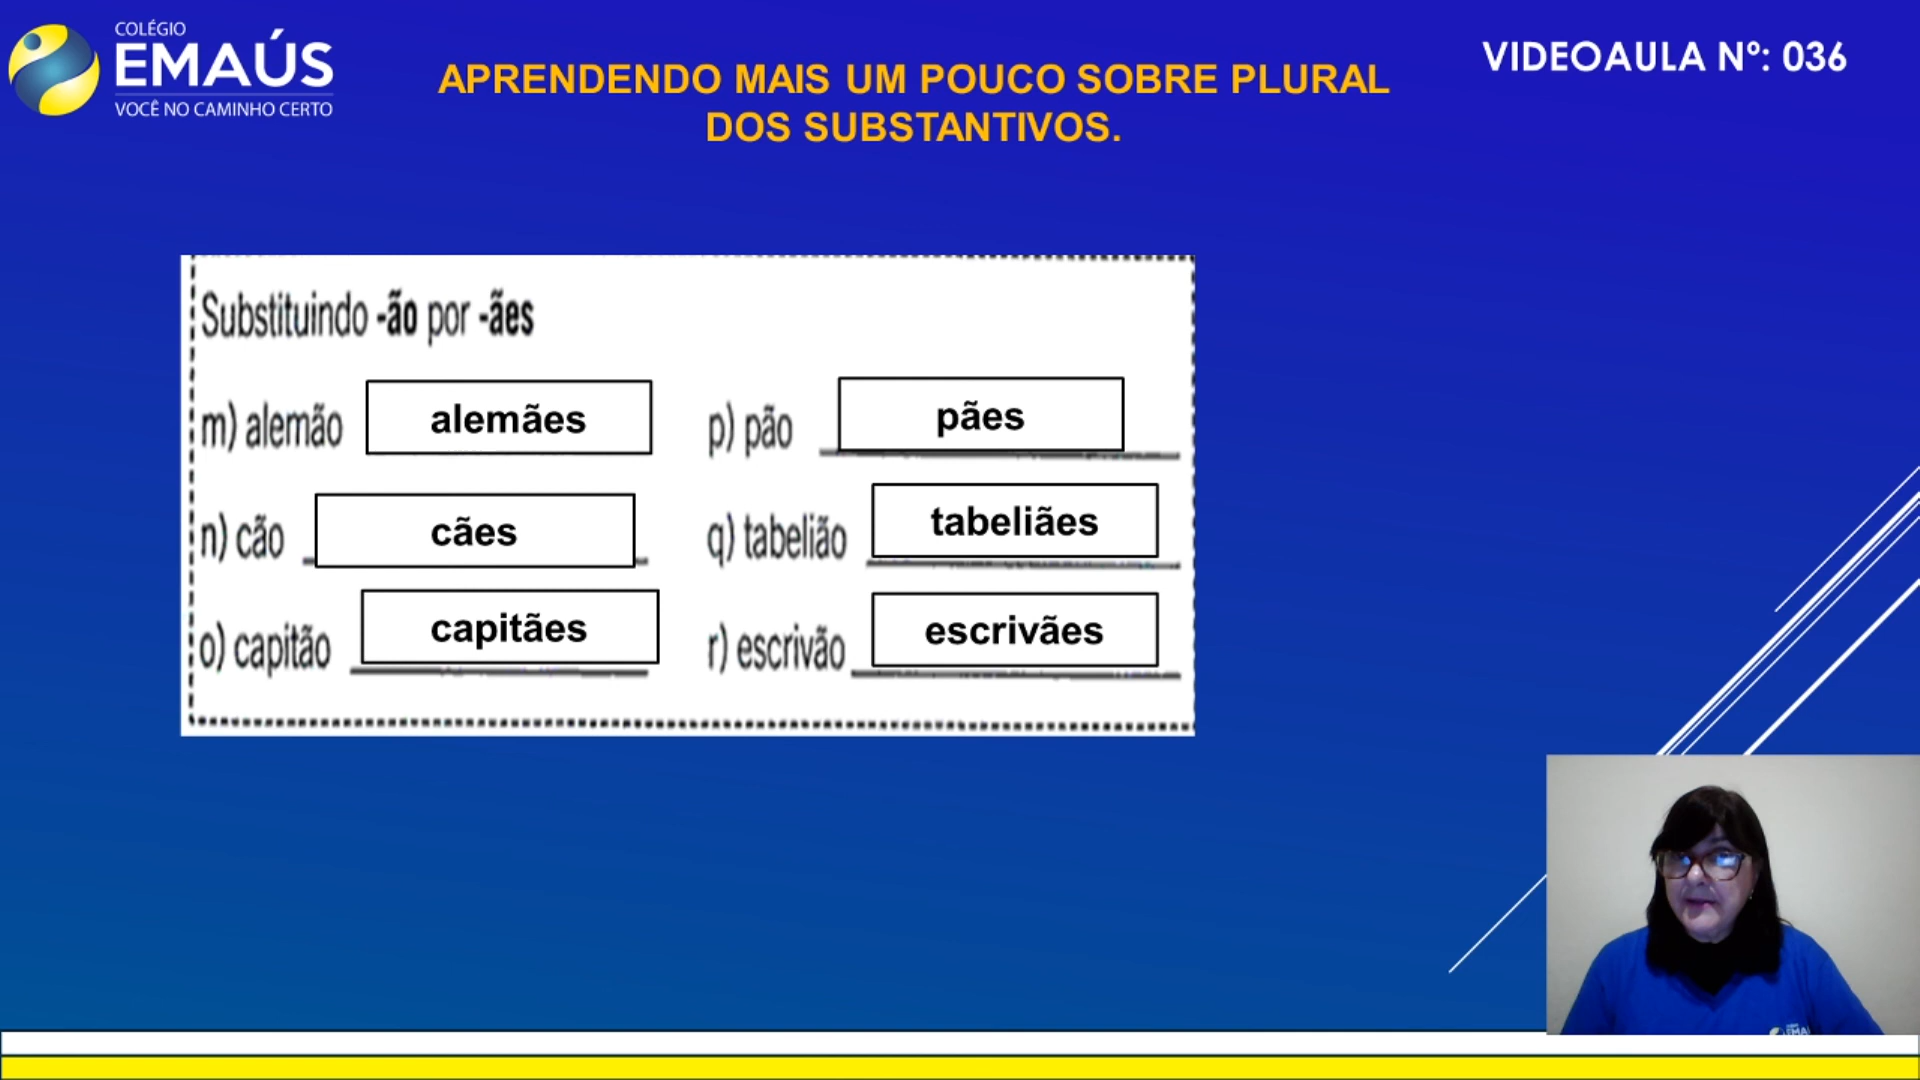 COLÉGIO
EMAÚS
VOCÊ NO CAMINHO CERTO
APRENDENDO MAIS UM POUCO SOBRE PLURAL
DOS SUBSTANTIVOS.
VIDEOAULA Nº: 036
Substituindo -ão por -ães
m) alemão alemães
p) pão pães
n) cão cães
q) tabelião tabeliães
o) capitão capitães
r) escrivão escrivães